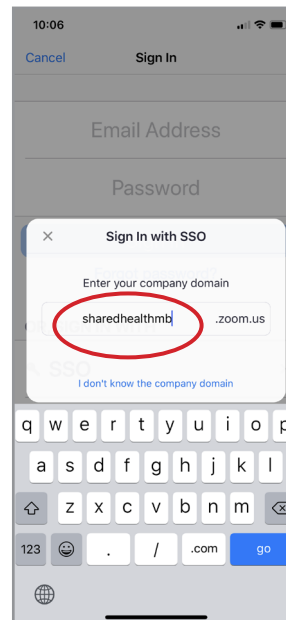 10:06
Cancel Sign In
Email Address
Password
× Sign In with SSO
Enter your company domain
sharedhealthmb .zoom.us
SSO
I don't know the company domain
q w e r t y u i o p
a s d f g h j k l
z x c v b n m
123 . / .com go